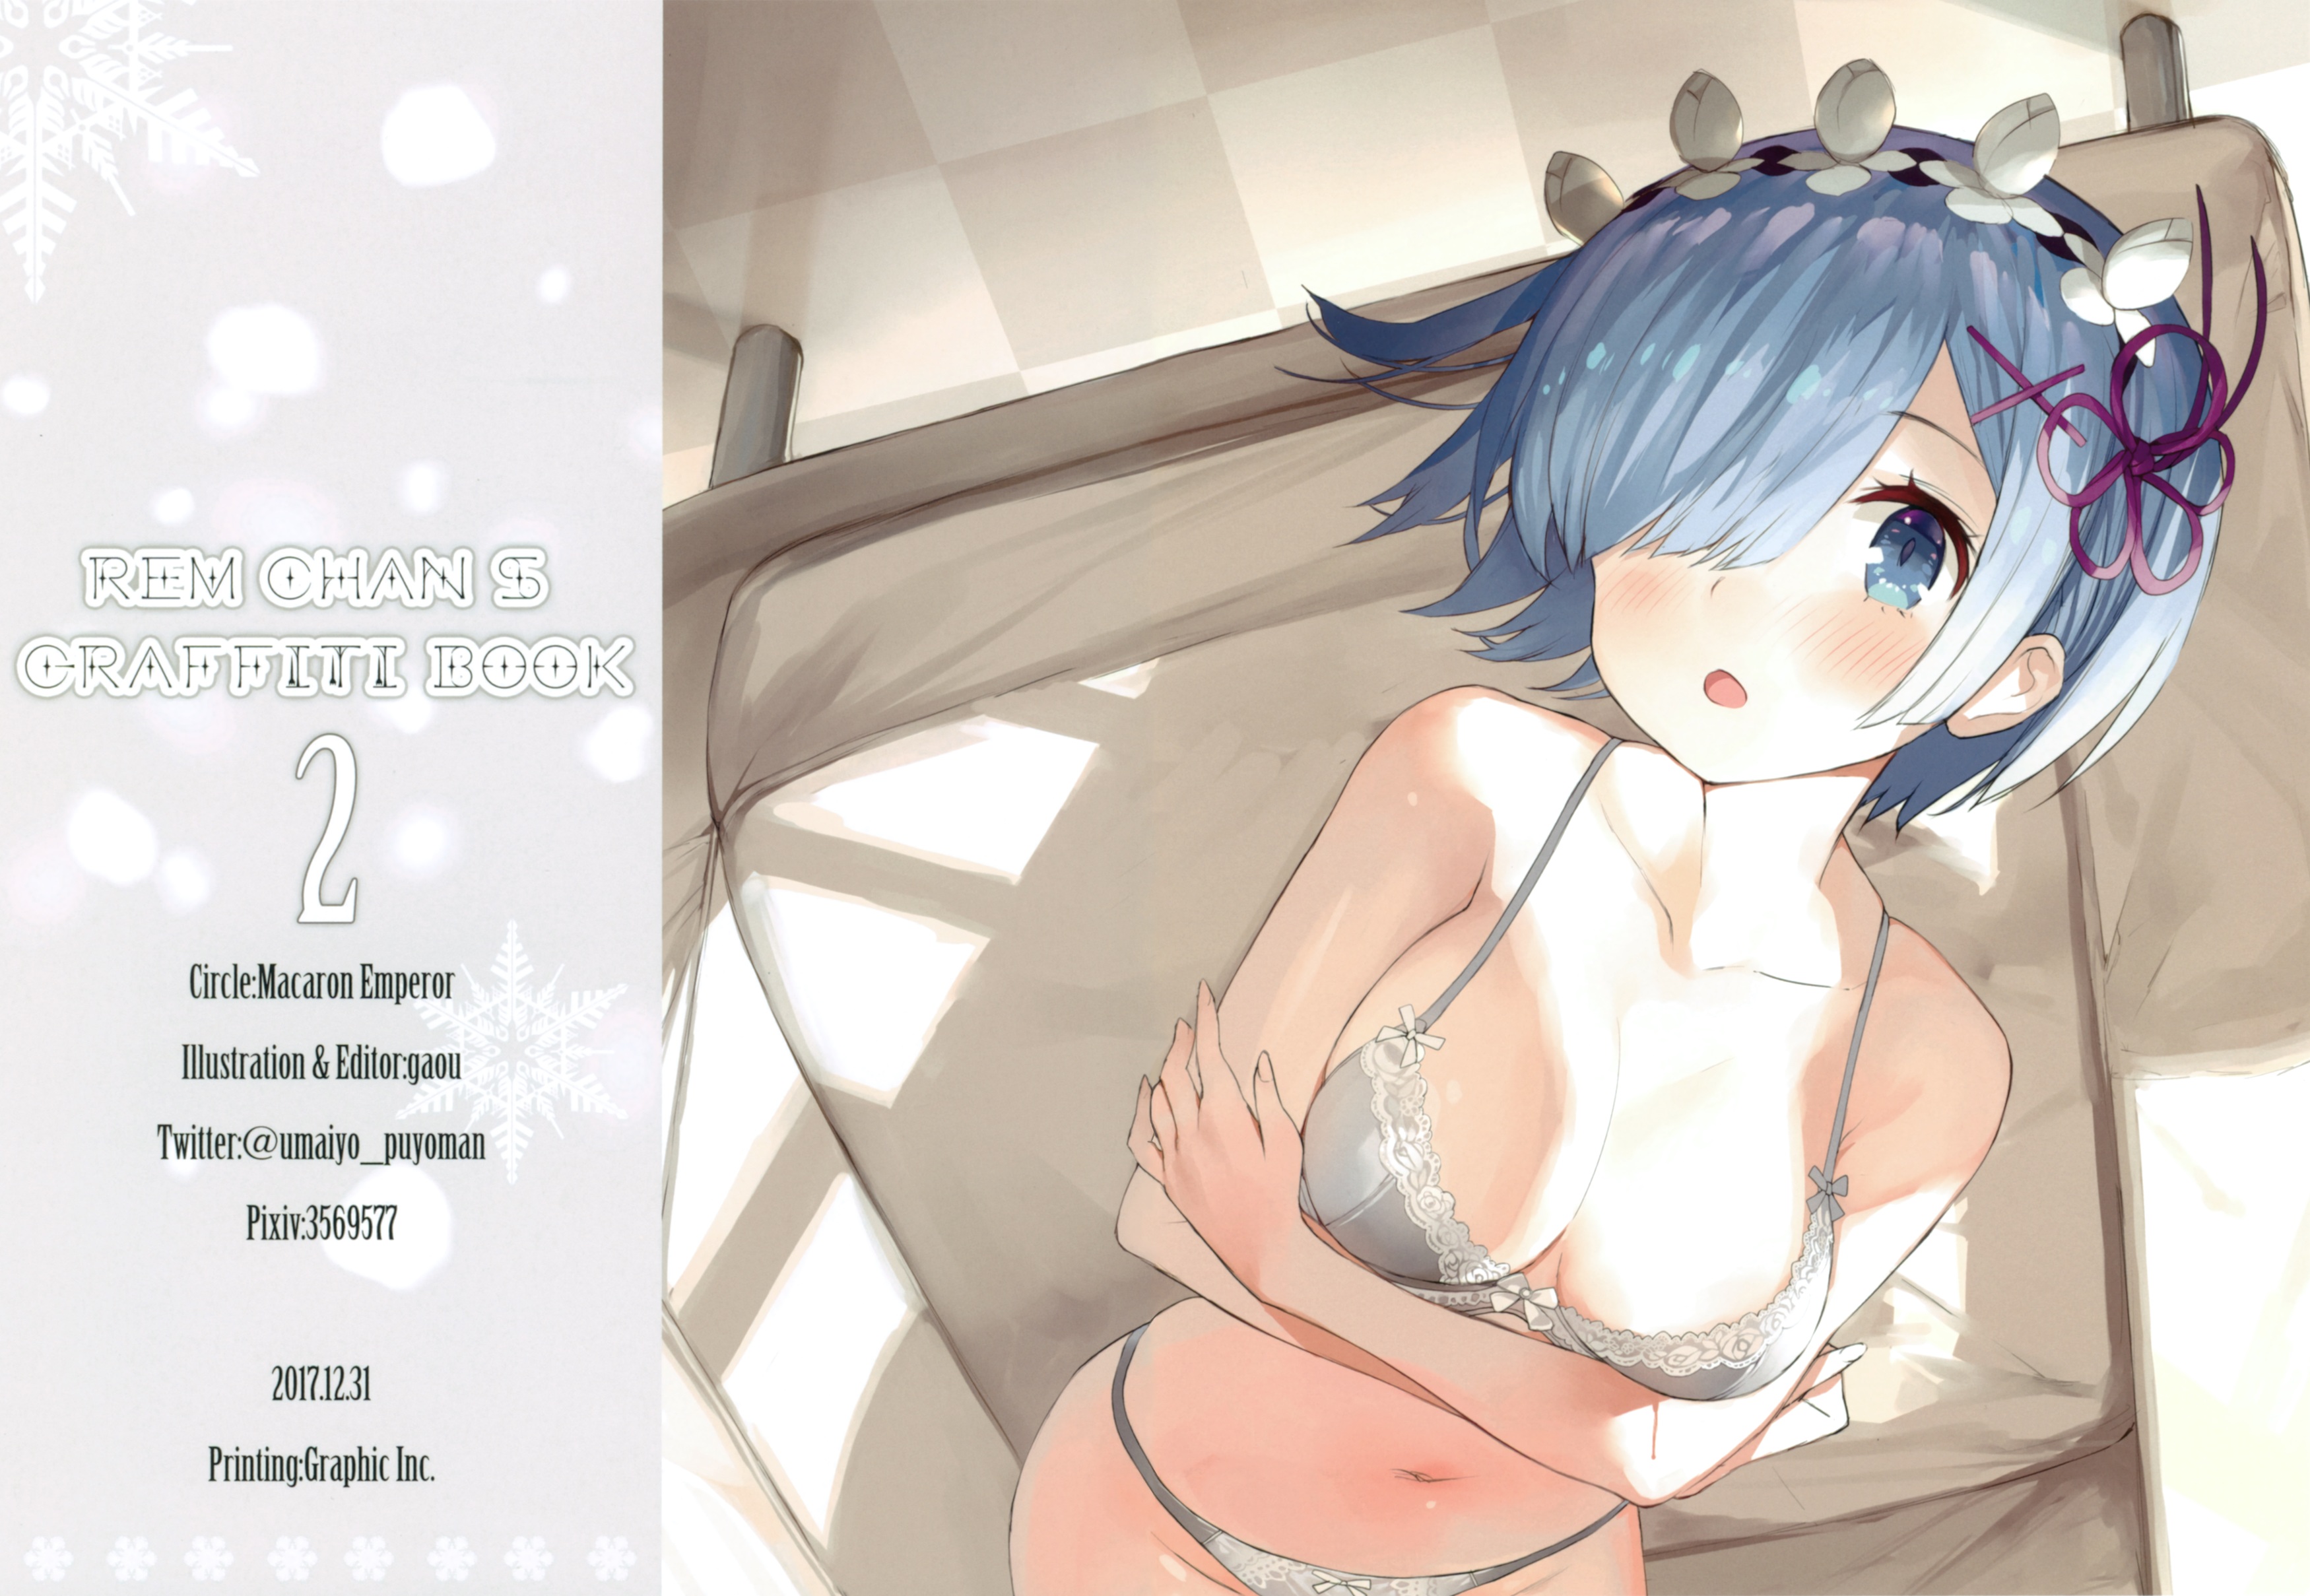 REM CHAN S
GRAFFITI BOOK
2
Circle:Macaron Emperor
Illustration & Editor:gaou
Twitter:@umaiyo_puyoman
Pixiv:3569577
2017.12.31
Printing:Graphic Inc.